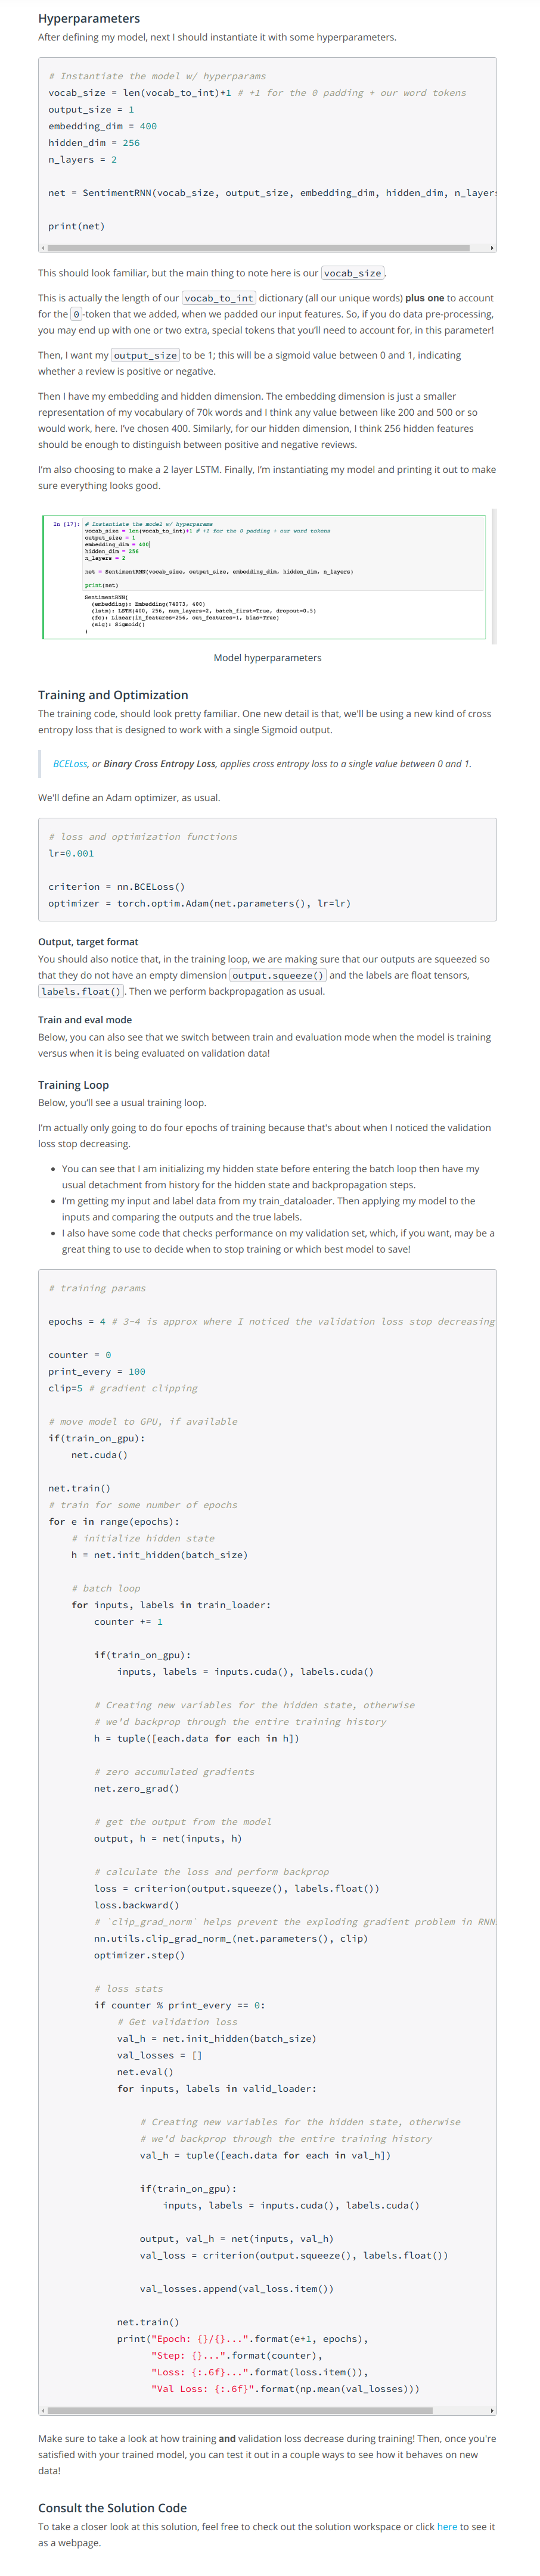 Hyperparameters
After defining my model, next I should instantiate it with some hyperparameters.
# Instantiate the model w/ hyperparams
vocab_size = len(vocab_to_int)+1 # +1 for the 0 padding + our word tokens
output_size = 1
embedding_dim = 400
hidden_dim = 256
n_layers = 2
net = SentimentRNN(vocab_size, output_size, embedding_dim, hidden_dim, n_layers
print(net)
This should look familiar, but the main thing to note here is our vocab_size.
This is actually the length of our vocab_to_int dictionary (all our unique words) plus one to account
for the 0-token that we added, when we padded our input features. So, if you do data pre-processing,
you may end up with one or two extra, special tokens that you'll need to account for, in this parameter!
Then, I want my output_size to be 1; this will be a sigmoid value between 0 and 1, indicating
whether a review is positive or negative.
Then I have my embedding and hidden dimension. The embedding dimension is just a smaller
representation of my vocabulary of 70k words and I think any value between like 200 and 500 or so
would work, here. I've chosen 400. Similarly, for our hidden dimension, I think 256 hidden features
should be enough to distinguish between positive and negative reviews.
I'm also choosing to make a 2 layer LSTM. Finally, I'm instantiating my model and printing it out to make
sure everything looks good.
In [17]: # Instantiate the model w/ hyperparams
vocab_size = len(vocab_to_int)+1 # +1 for the 0 padding + our word tokens
output_size = 1
embedding_dim = 400
hidden_dim = 256
n_layers = 2
net = SentimentRNN(vocab_size, output_size, embedding_dim, hidden_dim, n_layers)
print(net)
SentimentRNN(
(embedding): Embedding(74073, 400)
(lstm): LSTM(400, 256, num_layers=2, batch_first=True, dropout=0.5)
(fc): Linear(in_features=256, out_features=1, bias=True)
(sig): Sigmoid()
)
Model hyperparameters
Training and Optimization
The training code, should look pretty familiar. One new detail is that, we'll be using a new kind of cross
entropy loss that is designed to work with a single Sigmoid output.
BCELoss, or Binary Cross Entropy Loss, applies cross entropy loss to a single value between 0 and 1.
We'll define an Adam optimizer, as usual.
# loss and optimization functions
lr=0.001
criterion = nn.BCELoss()
optimizer = torch.optim.Adam(net.parameters(), lr=lr)
Output, target format
You should also notice that, in the training loop, we are making sure that our outputs are squeezed so
that they do not have an empty dimension output.squeeze() and the labels are float tensors,
labels.float(). Then we perform backpropagation as usual.
Train and eval mode
Below, you can also see that we switch between train and evaluation mode when the model is training
versus when it is being evaluated on validation data!
Training Loop
Below, you'll see a usual training loop.
I'm actually only going to do four epochs of training because that's about when I noticed the validation
loss stop decreasing.
• You can see that I am initializing my hidden state before entering the batch loop then have my
usual detachment from history for the hidden state and backpropagation steps.
• I'm getting my input and label data from my train_dataloader. Then applying my model to the
inputs and comparing the outputs and the true labels.
• I also have some code that checks performance on my validation set, which, if you want, may be a
great thing to use to decide when to stop training or which best model to save!
# training params
epochs = 4 # 3-4 is approx where I noticed the validation loss stop decreasing
counter = 0
print_every = 100
clip=5 # gradient clipping
# move model to GPU, if available
if(train_on_gpu):
net.cuda()
net.train()
# train for some number of epochs
for e in range(epochs):
# initialize hidden state
h = net.init_hidden(batch_size)
# batch loop
for inputs, labels in train_loader:
counter += 1
if(train_on_gpu):
inputs, labels = inputs.cuda(), labels.cuda()
# Creating new variables for the hidden state, otherwise
# we'd backprop through the entire training history
h = tuple([each.data for each in h])
# zero accumulated gradients
net.zero_grad()
# get the output from the model
output, h = net(inputs, h)
# calculate the loss and perform backprop
loss = criterion(output.squeeze(), labels.float())
loss.backward()
# `clip_grad_norm` helps prevent the exploding gradient problem in RNN
nn.utils.clip_grad_norm_(net.parameters(), clip)
optimizer.step()
# loss stats
if counter % print_every == 0:
# Get validation loss
val_h = net.init_hidden(batch_size)
val_losses = []
net.eval()
for inputs, labels in valid_loader:
# Creating new variables for the hidden state, otherwise
# we'd backprop through the entire training history
val_h = tuple([each.data for each in val_h])
if(train_on_gpu):
inputs, labels = inputs.cuda(), labels.cuda()
output, val_h = net(inputs, val_h)
val_loss = criterion(output.squeeze(), labels.float())
val_losses.append(val_loss.item())
net.train()
print("Epoch: {}/{}...".format(e+1, epochs),
"Step: {}...".format(counter),
"Loss: {:.6f}...".format(loss.item()),
"Val Loss: {:.6f}".format(np.mean(val_losses)))
Make sure to take a look at how training and validation loss decrease during training! Then, once you're
satisfied with your trained model, you can test it out in a couple ways to see how it behaves on new
data!
Consult the Solution Code
To take a closer look at this solution, feel free to check out the solution workspace or click here to see it
as a webpage.